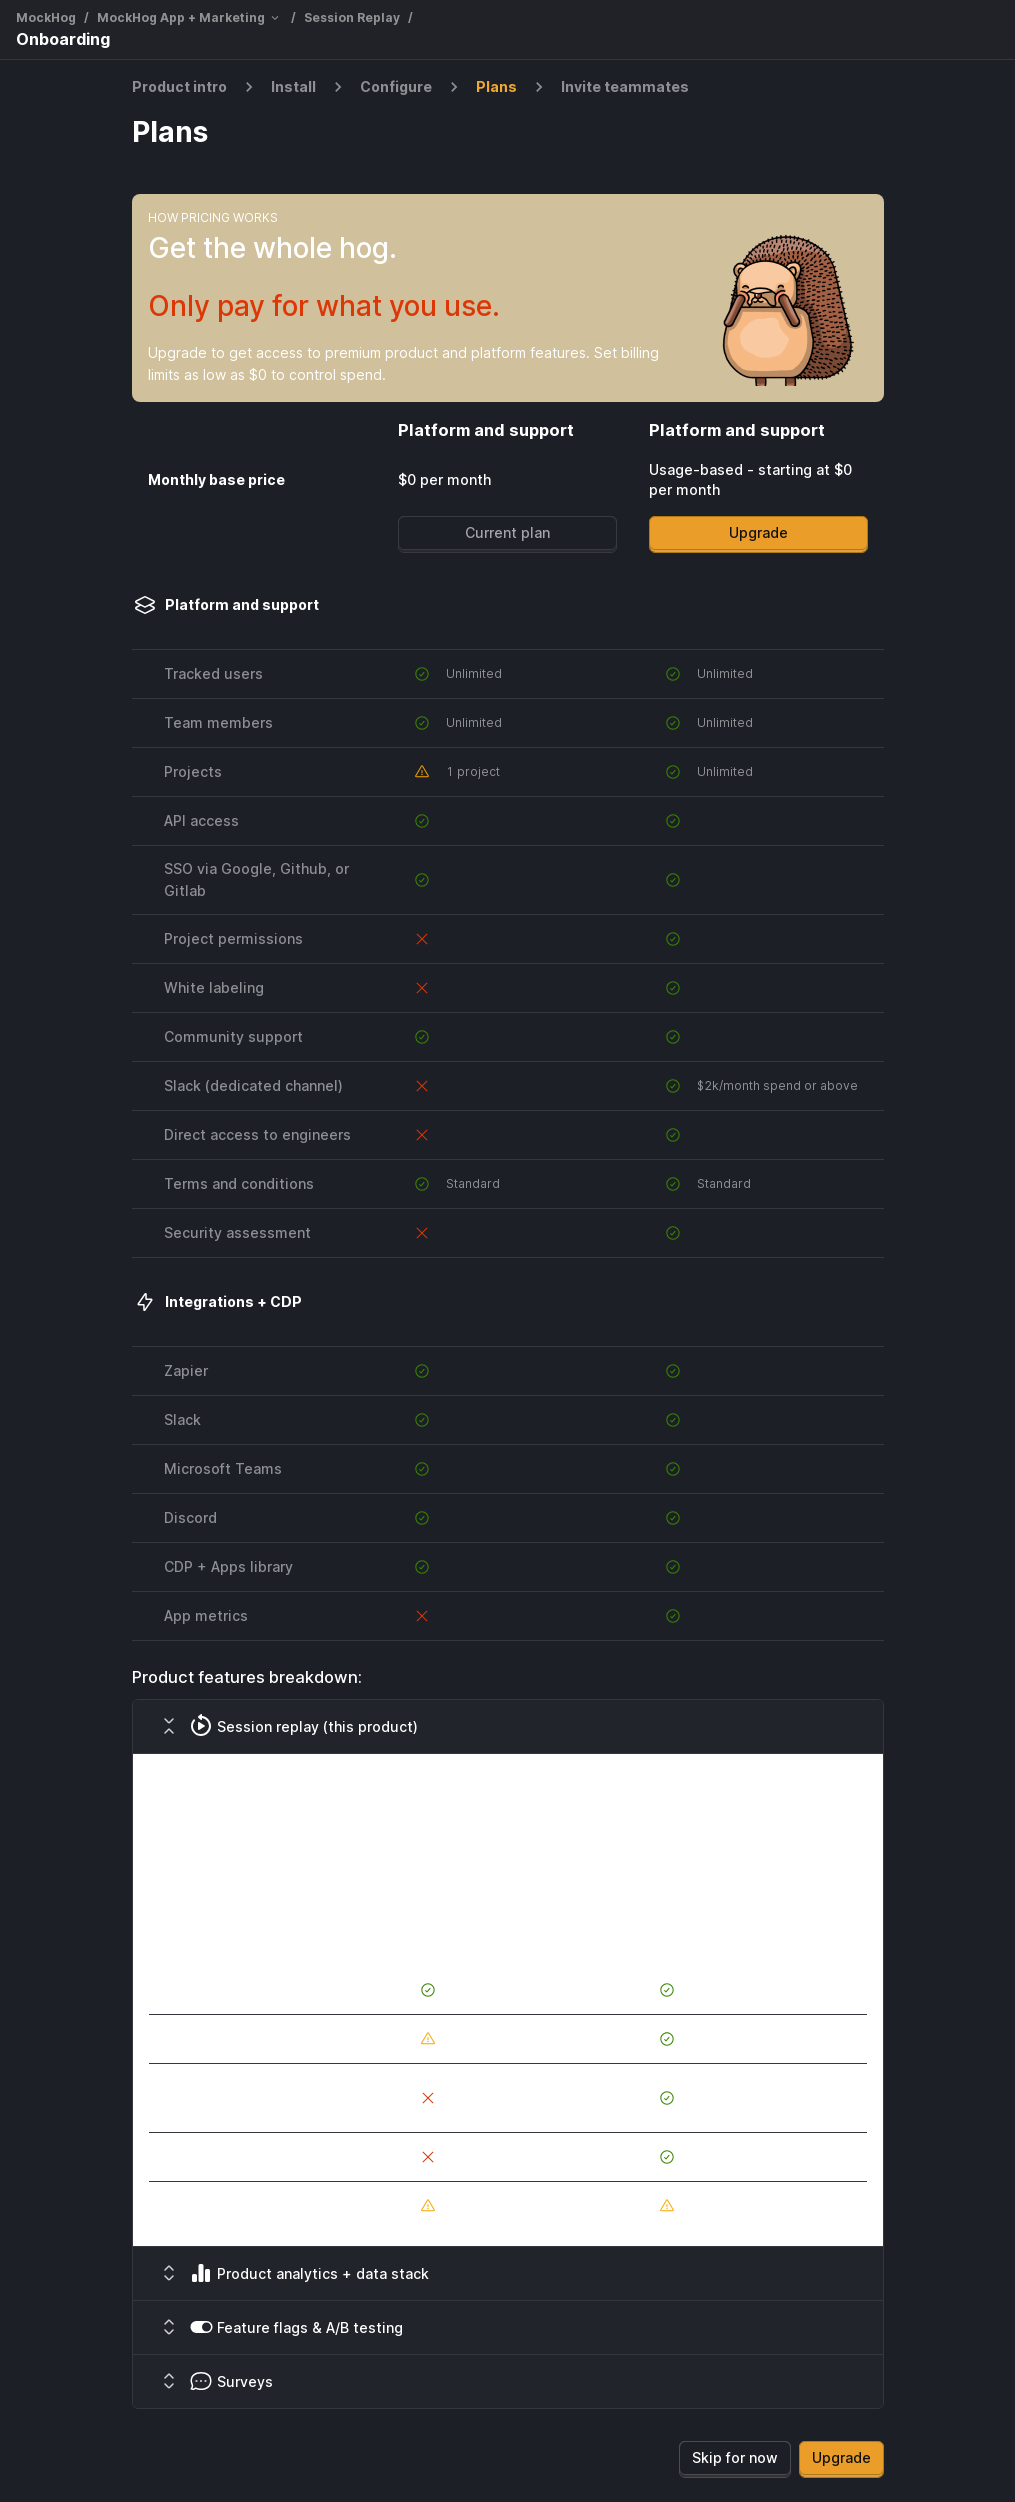 MockHog / MockHog App + Marketing / Session Replay /
Onboarding
Product intro > Install > Configure > Plans > Invite teammates
Plans
HOW PRICING WORKS
Get the whole hog.
Only pay for what you use.
Upgrade to get access to premium product and platform features. Set billing
limits as low as $0 to control spend.
Platform and support Platform and support
Monthly base price $0 per month Usage-based - starting at $0
per month
Current plan Upgrade
Platform and support
Tracked users Unlimited Unlimited
Team members Unlimited Unlimited
Projects 1 project Unlimited
API access
SSO via Google, Github, or
Gitlab
Project permissions
White labeling
Community support
Slack (dedicated channel) $2k/month spend or above
Direct access to engineers
Terms and conditions Standard Standard
Security assessment
Integrations + CDP
Zapier
Slack
Microsoft Teams
Discord
CDP + Apps library
App metrics
Product features breakdown:
Session replay (this product)
Product analytics + data stack
Feature flags & A/B testing
Surveys
Skip for now Upgrade